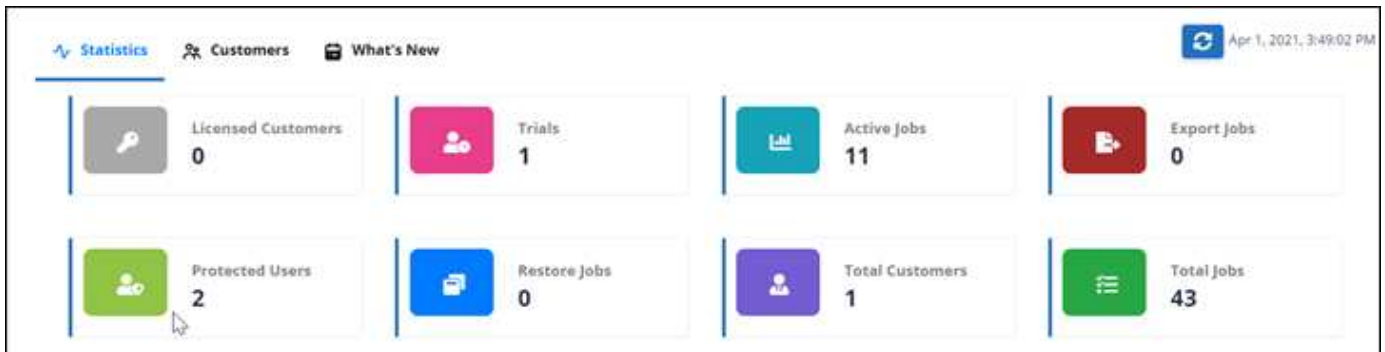 Statistics Customers What's New Apr 1, 2021, 3:49:02 PM
Licensed Customers
0
Trials
1
Active Jobs
11
Export Jobs
0
Protected Users
2
Restore Jobs
0
Total Customers
1
Total Jobs
43